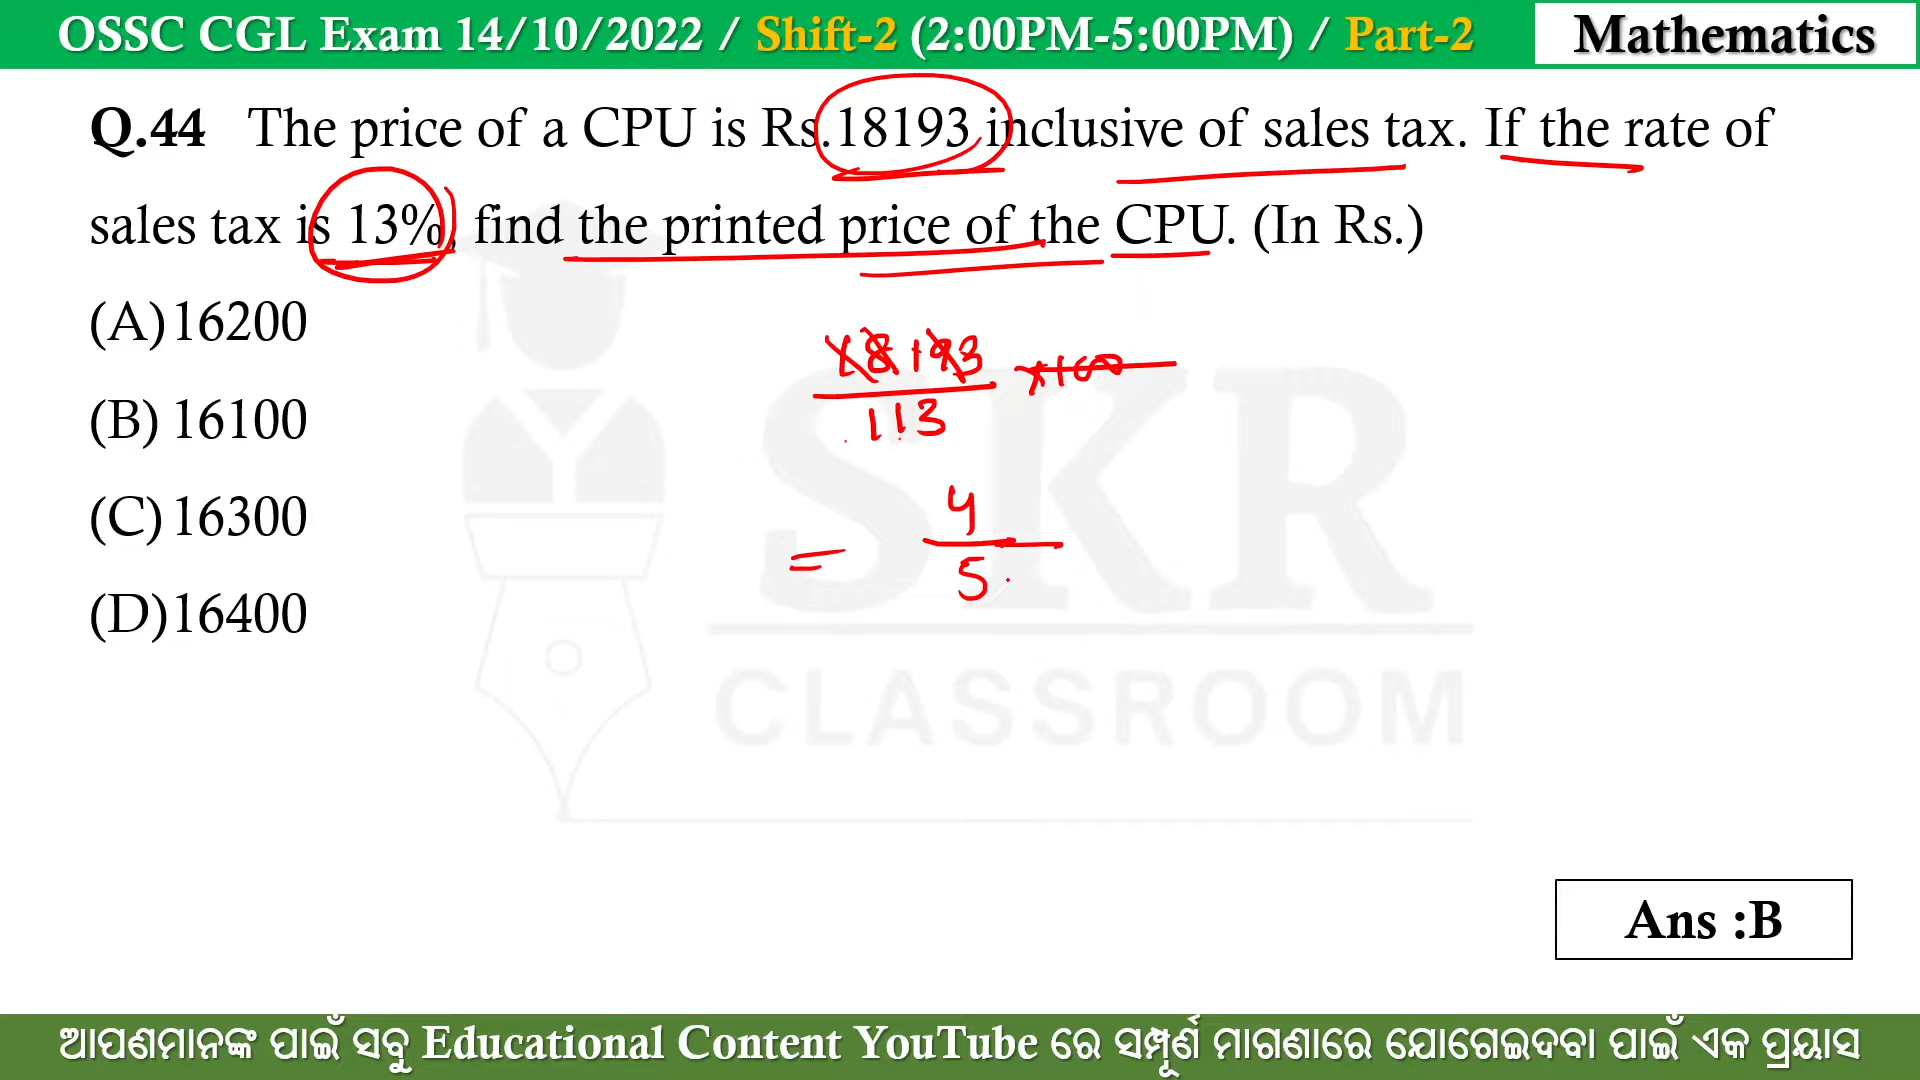 OSSC CGL Exam 14/10/2022 / Shift-2 (2:00PM-5:00PM) / Part-2
Mathematics
Q.44 The price of a CPU is Rs.18193 inclusive of sales tax. If the rate of
sales tax is 13%, find the printed price of the CPU. (In Rs.)
(A) 16200
(B) 16100
(C) 16300
(D) 16400
18193 ×100
113
= 4
5
SKR
CLASSROOM
Ans :B
ଆପଣମାନଙ୍କ ପାଇଁ ସବୁ Educational Content YouTube ରେ ସମ୍ପୂର୍ଣ ମାଗଣାରେ ଯୋଗେଇଦବା ପାଇଁ ଏକ ପ୍ରୟାସ